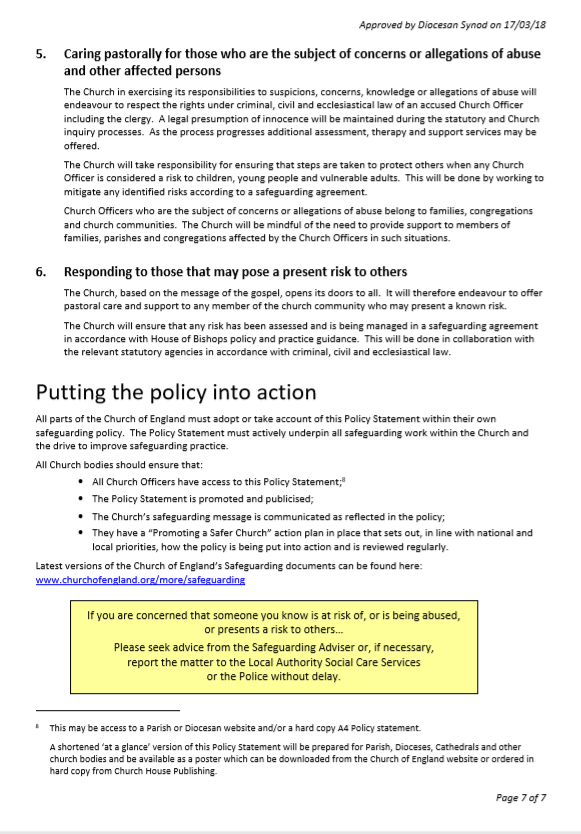 Approved by Diocesan Synod on 17/03/18
5. Caring pastorally for those who are the subject of concerns or allegations of abuse
and other affected persons
The Church in exercising its responsibilities to suspicions, concerns, knowledge or allegations of abuse will
endeavour to respect the rights under criminal, civil and ecclesiastical law of an accused Church Officer
including the clergy. A legal presumption of innocence will be maintained during the statutory and Church
inquiry processes. As the process progresses additional assessment, therapy and support services may be
offered.
The Church will take responsibility for ensuring that steps are taken to protect others when any Church
Officer is considered a risk to children, young people and vulnerable adults. This will be done by working to
mitigate any identified risks according to a safeguarding agreement.
Church Officers who are the subject of concerns or allegations of abuse belong to families, congregations
and church communities. The Church will be mindful of the need to provide support to members of
families, parishes and congregations affected by the Church Officers in such situations.
6. Responding to those that may pose a present risk to others
The Church, based on the message of the gospel, opens its doors to all. It will therefore endeavour to offer
pastoral care and support to any member of the church community who may present a known risk.
The Church will ensure that any risk has been assessed and is being managed in a safeguarding agreement
in accordance with House of Bishops policy and practice guidance. This will be done in collaboration with
the relevant statutory agencies in accordance with criminal, civil and ecclesiastical law.
Putting the policy into action
All parts of the Church of England must adopt or take account of this Policy Statement within their own
safeguarding policy. The Policy Statement must actively underpin all safeguarding work within the Church and
the drive to improve safeguarding practice.
All Church bodies should ensure that:
• All Church Officers have access to this Policy Statement;⁸
• The Policy Statement is promoted and publicised;
• The Church's safeguarding message is communicated as reflected in the policy;
• They have a "Promoting a Safer Church" action plan in place that sets out, in line with national and
local priorities, how the policy is being put into action and is reviewed regularly.
Latest versions of the Church of England's Safeguarding documents can be found here:
www.churchofengland.org/more/safeguarding
If you are concerned that someone you know is at risk of, or is being abused,
or presents a risk to others...
Please seek advice from the Safeguarding Adviser or, if necessary,
report the matter to the Local Authority Social Care Services
or the Police without delay.
⁸ This may be access to a Parish or Diocesan website and/or a hard copy A4 Policy statement.
A shortened 'at a glance' version of this Policy Statement will be prepared for Parish, Dioceses, Cathedrals and other
church bodies and be available as a poster which can be downloaded from the Church of England website or ordered in
hard copy from Church House Publishing.
Page 7 of 7